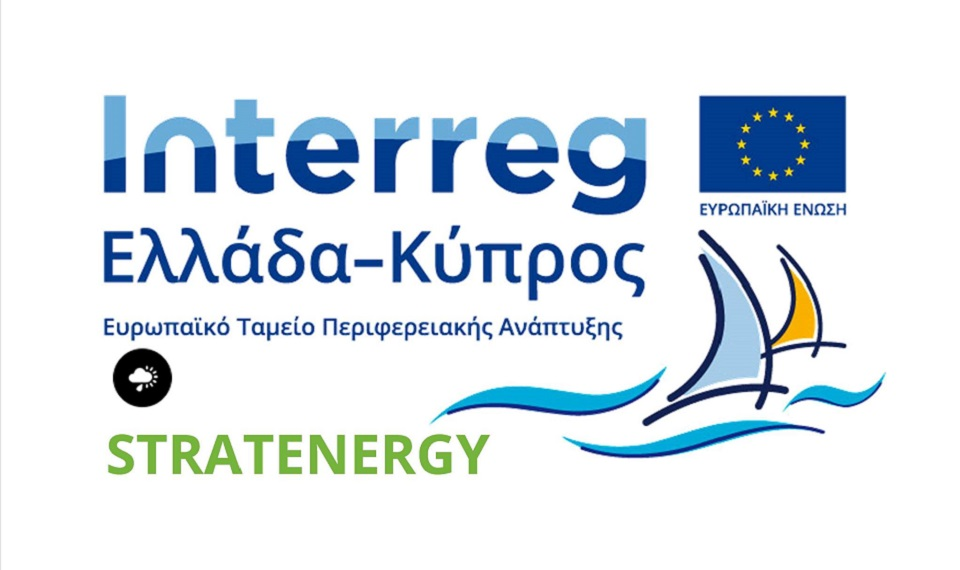 Interreg
ΕΥΡΩΠΑΪΚΗ ΕΝΩΣΗ
Ελλάδα-Κύπρος
Ευρωπαϊκό Ταμείο Περιφερειακής Ανάπτυξης
STRATENERGY